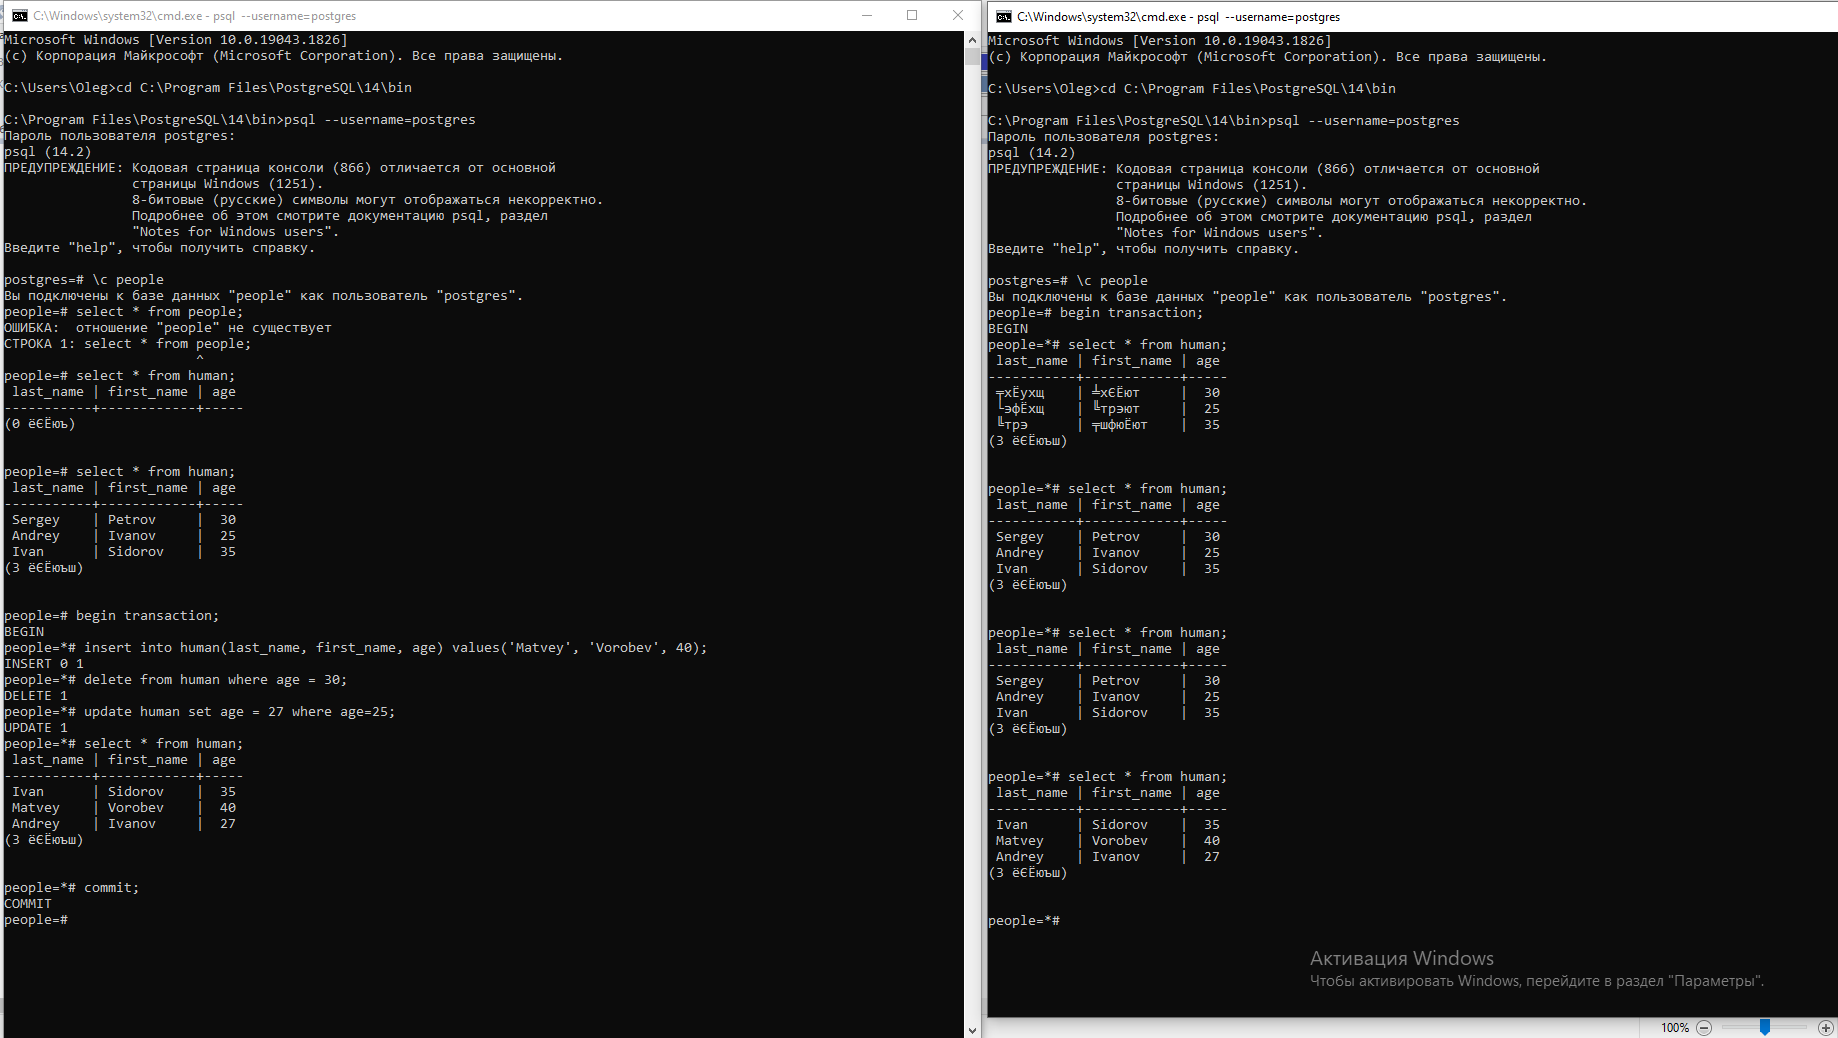 C:\Windows\system32\cmd.exe - psql --username=postgres
Microsoft Windows [Version 10.0.19043.1826]
(c) Корпорация Майкрософт (Microsoft Corporation). Все права защищены.
C:\Users\Oleg>cd C:\Program Files\PostgreSQL\14\bin
C:\Program Files\PostgreSQL\14\bin>psql --username=postgres
Пароль пользователя postgres:
psql (14.2)
ПРЕДУПРЕЖДЕНИЕ: Кодовая страница консоли (866) отличается от основной
страницы Windows (1251).
8-битовые (русские) символы могут отображаться некорректно.
Подробнее об этом смотрите документацию psql, раздел
"Notes for Windows users".
Введите "help", чтобы получить справку.
postgres=# \c people
Вы подключены к базе данных "people" как пользователь "postgres".
people=# select * from people;
ОШИБКА:  отношение "people" не существует
СТРОКА 1: select * from people;
^
people=# select * from human;
last_name | first_name | age
-----------+------------+-----
(0 ёЄЁюъ)
people=# select * from human;
last_name | first_name | age
-----------+------------+-----
Sergey    | Petrov     |  30
Andrey    | Ivanov     |  25
Ivan      | Sidorov    |  35
(3 ёЄЁюъш)
people=# begin transaction;
BEGIN
people=*# insert into human(last_name, first_name, age) values('Matvey', 'Vorobev', 40);
INSERT 0 1
people=*# delete from human where age = 30;
DELETE 1
people=*# update human set age = 27 where age=25;
UPDATE 1
people=*# select * from human;
last_name | first_name | age
-----------+------------+-----
Ivan      | Sidorov    |  35
Matvey    | Vorobev    |  40
Andrey    | Ivanov     |  27
(3 ёЄЁюъш)
people=*# commit;
COMMIT
people=#
C:\Windows\system32\cmd.exe - psql --username=postgres
Microsoft Windows [Version 10.0.19043.1826]
(c) Корпорация Майкрософт (Microsoft Corporation). Все права защищены.
C:\Users\Oleg>cd C:\Program Files\PostgreSQL\14\bin
C:\Program Files\PostgreSQL\14\bin>psql --username=postgres
Пароль пользователя postgres:
psql (14.2)
ПРЕДУПРЕЖДЕНИЕ: Кодовая страница консоли (866) отличается от основной
страницы Windows (1251).
8-битовые (русские) символы могут отображаться некорректно.
Подробнее об этом смотрите документацию psql, раздел
"Notes for Windows users".
Введите "help", чтобы получить справку.
postgres=# \c people
Вы подключены к базе данных "people" как пользователь "postgres".
people=# begin transaction;
BEGIN
people=*# select * from human;
last_name | first_name | age
-----------+------------+-----
╤хЁухщ    | ╧хЄЁют     |  30
└эфЁхщ    | ╚трэют     |  25
╚трэ      | ╤шфюЁют    |  35
(3 ёЄЁюъш)
people=*# select * from human;
last_name | first_name | age
-----------+------------+-----
Sergey    | Petrov     |  30
Andrey    | Ivanov     |  25
Ivan      | Sidorov    |  35
(3 ёЄЁюъш)
people=*# select * from human;
last_name | first_name | age
-----------+------------+-----
Sergey    | Petrov     |  30
Andrey    | Ivanov     |  25
Ivan      | Sidorov    |  35
(3 ёЄЁюъш)
people=*# select * from human;
last_name | first_name | age
-----------+------------+-----
Ivan      | Sidorov    |  35
Matvey    | Vorobev    |  40
Andrey    | Ivanov     |  27
(3 ёЄЁюъш)
people=*#
Активация Windows
Чтобы активировать Windows, перейдите в раздел "Параметры".
100%